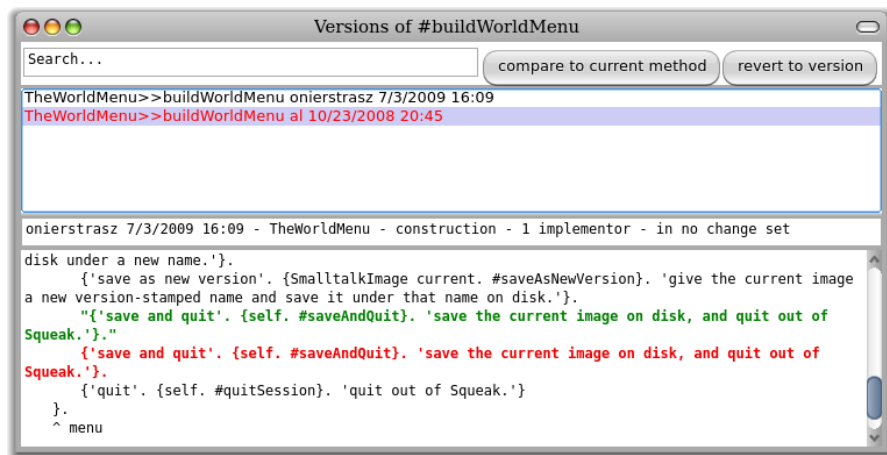 Versions of #buildWorldMenu
Search...
compare to current method
revert to version
TheWorldMenu>>buildWorldMenu onierstrasz 7/3/2009 16:09
TheWorldMenu>>buildWorldMenu al 10/23/2008 20:45
onierstrasz 7/3/2009 16:09 - TheWorldMenu - construction - 1 implementor - in no change set
disk under a new name.'}.
{'save as new version'. {SmalltalkImage current. #saveAsNewVersion}. 'give the current image
a new version-stamped name and save it under that name on disk.'}.
"{'save and quit'. {self. #saveAndQuit}. 'save the current image on disk, and quit out of
Squeak.'}."
{'save and quit'. {self. #saveAndQuit}. 'save the current image on disk, and quit out of
Squeak.'}.
{'quit'. {self. #quitSession}. 'quit out of Squeak.'}
}.
^ menu